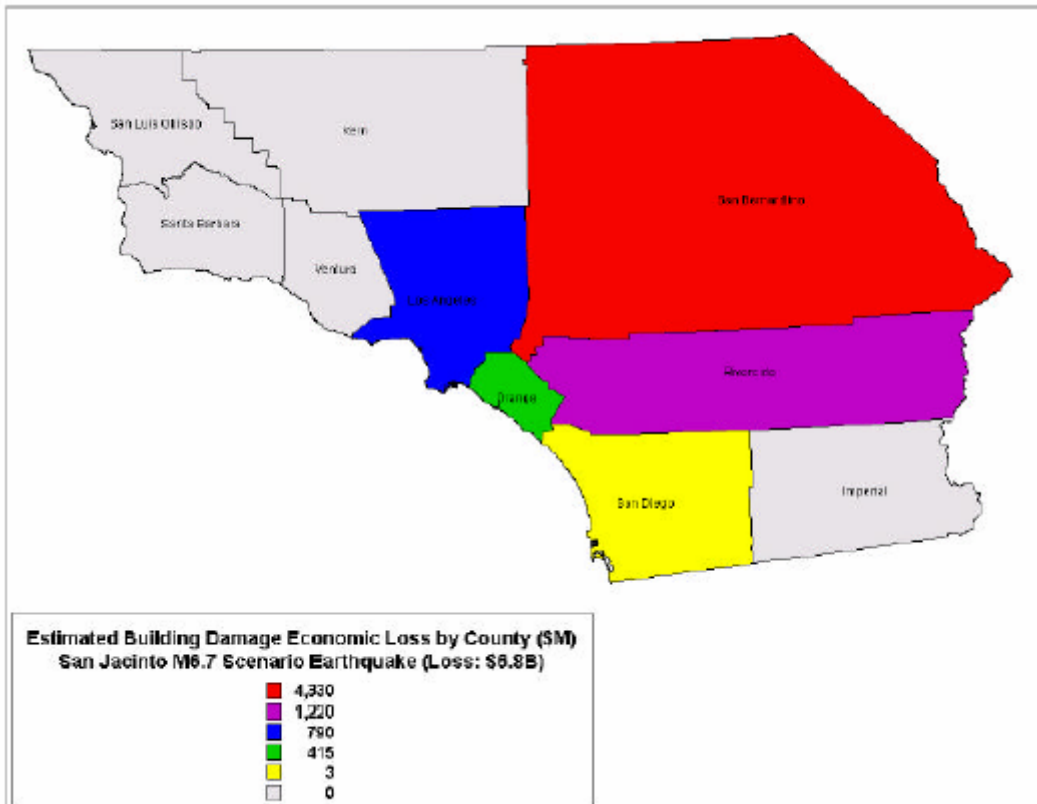 San Luis Obispo
Kern
San Bernardino
Santa Barbara
Ventura
Los Angeles
Riverside
Orange
San Diego
Imperial
Estimated Building Damage Economic Loss by County ($M)
San Jacinto M6.7 Scenario Earthquake (Loss: $6.8B)
4,330
1,220
790
415
3
0